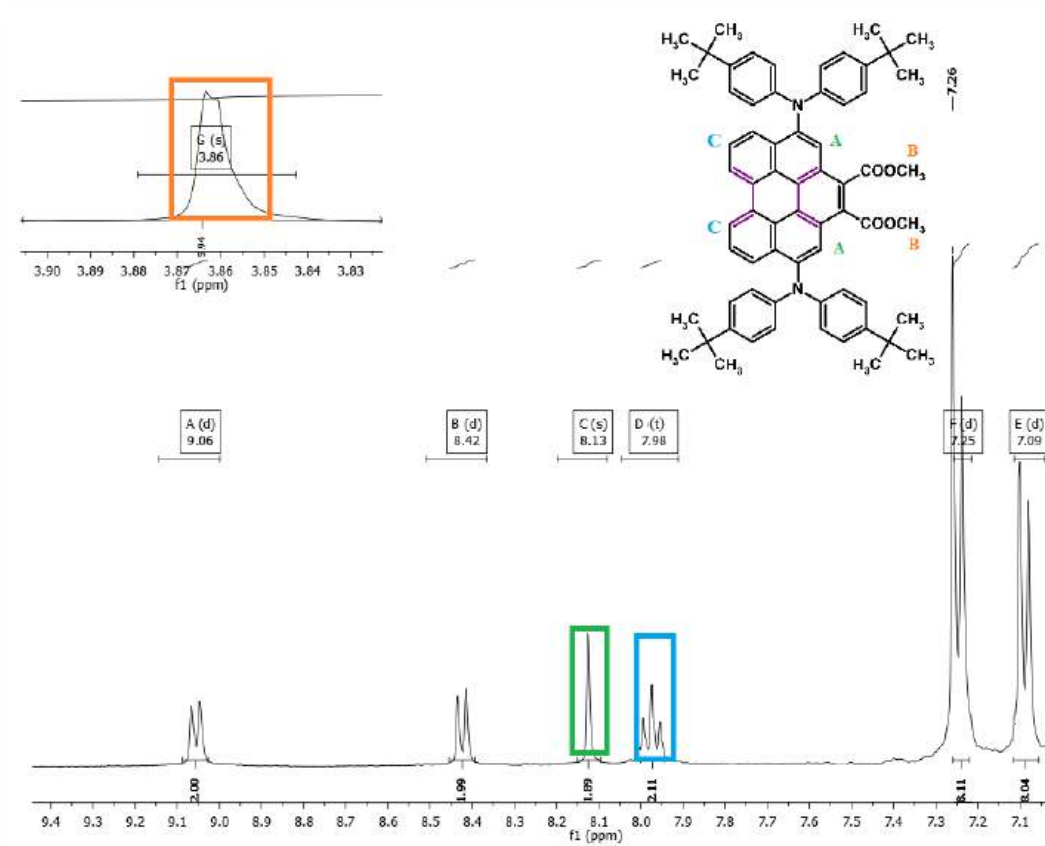 H₃C CH₃ CH₃ CH₃
H₃C H₃C CH₃
N
—7.26
C A
COOCH₃ B
COOCH₃ B
C A
N
H₃C CH₃
H₃C CH₃ H₃C CH₃
G (s)
3.86
3.90 3.89 3.88 3.87 3.86 3.85 3.84 3.83
f1 (ppm)
A (d)
9.06
B (d)
8.42
C (s)
8.13
D (t)
7.98
F (d)
7.25
E (d)
7.09
2.00
1.99
1.89
2.11
8.11
8.04
9.4 9.3 9.2 9.1 9.0 8.9 8.8 8.7 8.6 8.5 8.4 8.3 8.2 8.1 8.0 7.9 7.8 7.7 7.6 7.5 7.4 7.3 7.2 7.1
f1 (ppm)